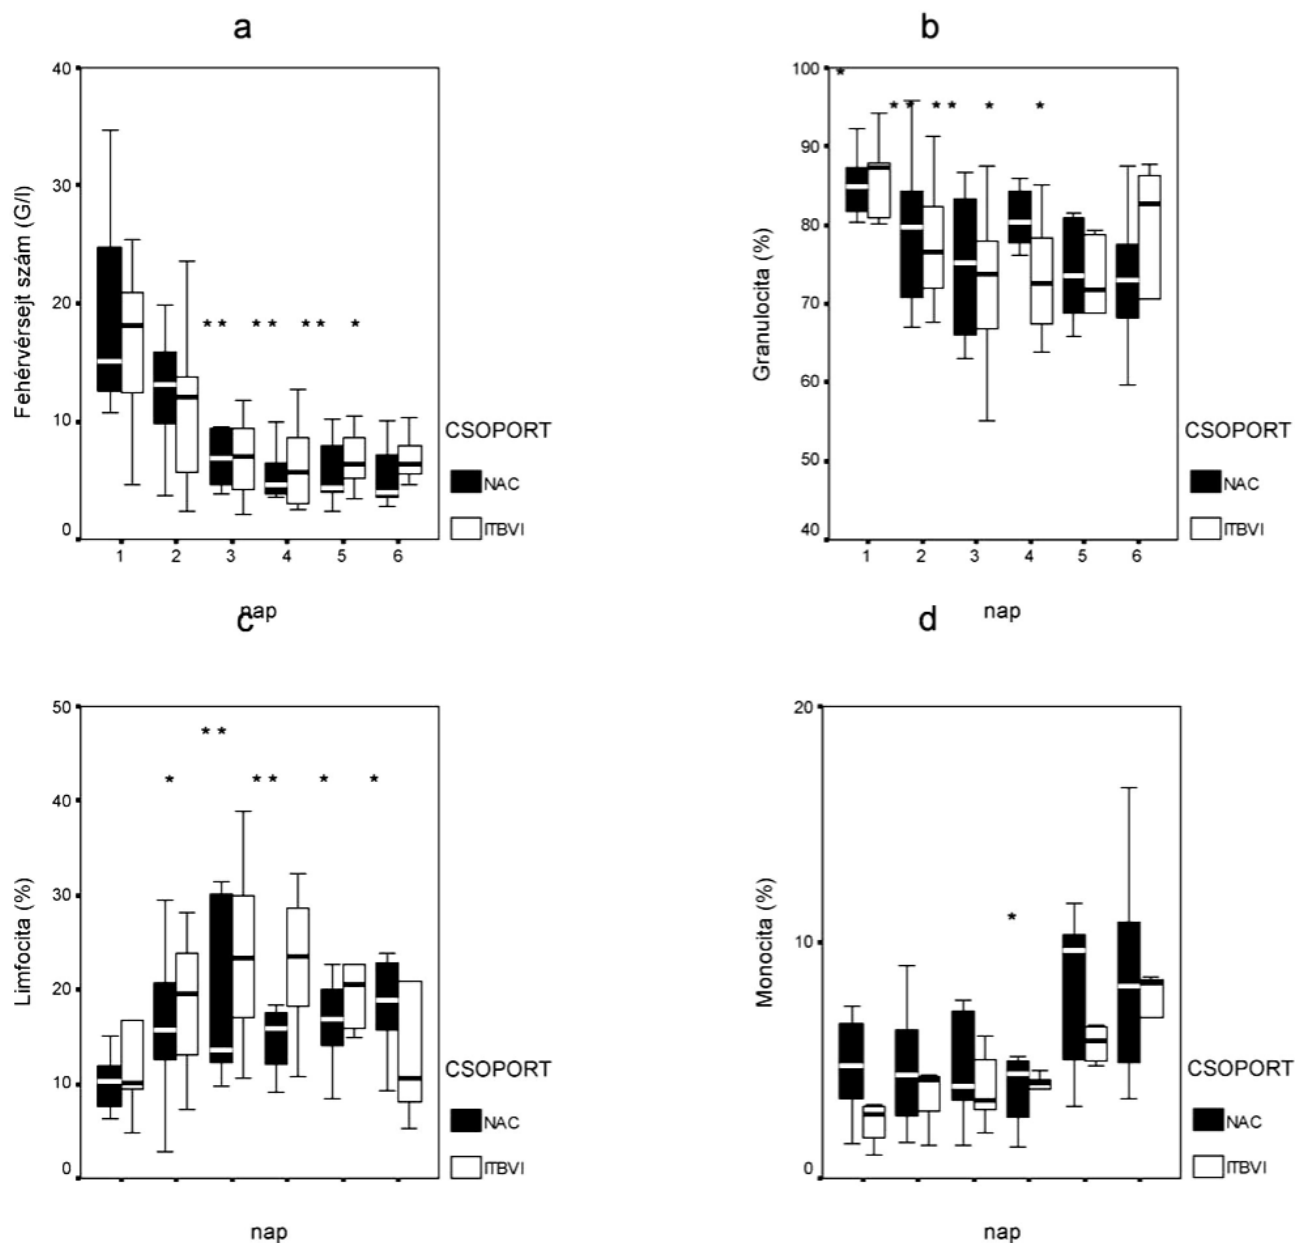 a
40
30
20
10
0
Fehérvérsejt szám (G/l)
** ** ** *
1 2 3 4 5 6
nap
CSOPORT
NAC
ITBVI
b
100
90
80
70
60
50
40
Granulocita (%)
*
** ** * *
1 2 3 4 5 6
nap
CSOPORT
NAC
ITBVI
c
50
40
30
20
10
0
Limfocita (%)
**
* ** * *
nap
CSOPORT
NAC
ITBVI
d
20
10
0
Monocita (%)
*
nap
CSOPORT
NAC
ITBVI